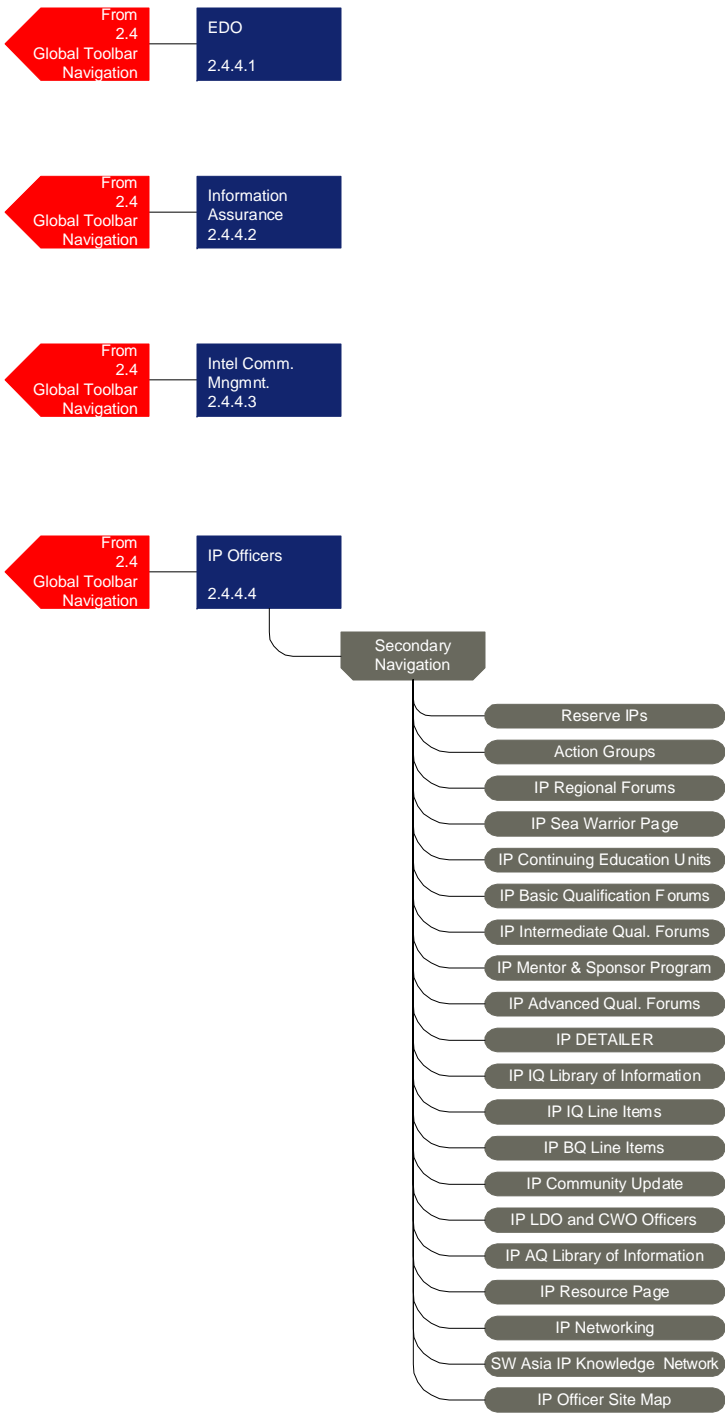 From
2.4
Global Toolbar
Navigation
EDO
2.4.4.1
From
2.4
Global Toolbar
Navigation
Information
Assurance
2.4.4.2
From
2.4
Global Toolbar
Navigation
Intel Comm.
Mngmnt.
2.4.4.3
From
2.4
Global Toolbar
Navigation
IP Officers
2.4.4.4
Secondary
Navigation
Reserve IPs
Action Groups
IP Regional Forums
IP Sea Warrior Page
IP Continuing Education Units
IP Basic Qualification Forums
IP Intermediate Qual. Forums
IP Mentor & Sponsor Program
IP Advanced Qual. Forums
IP DETAILER
IP IQ Library of Information
IP IQ Line Items
IP BQ Line Items
IP Community Update
IP LDO and CWO Officers
IP AQ Library of Information
IP Resource Page
IP Networking
SW Asia IP Knowledge Network
IP Officer Site Map